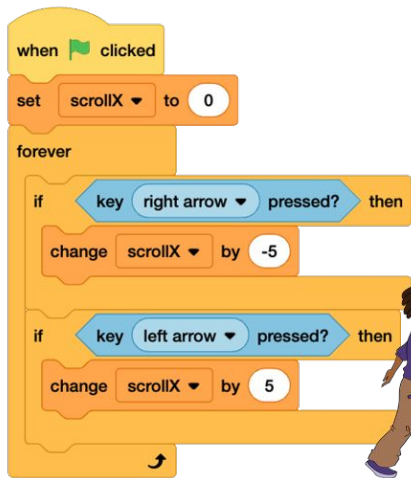 when clicked
set scrollX to 0
forever
if key right arrow pressed? then
change scrollX by -5
if key left arrow pressed? then
change scrollX by 5